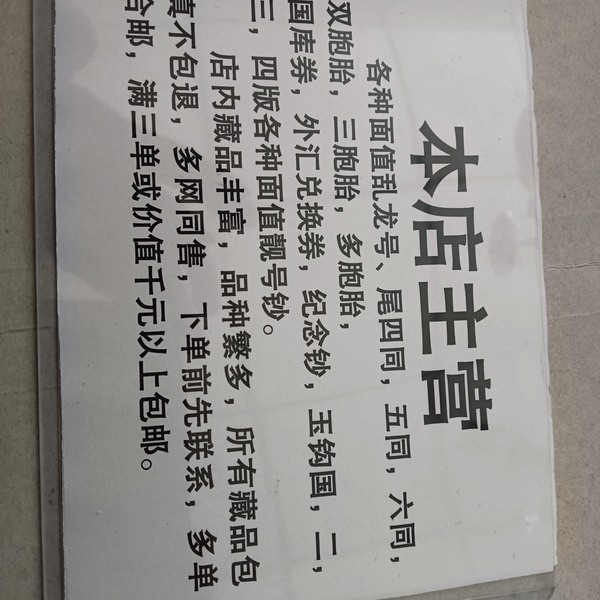 本店主营
各种面值乱龙号、尾四同，五同，六同，
双胞胎，三胞胎，多胞胎，
国库券，外汇兑换券，纪念钞，玉钩国，二，
三，四版各种面值靓号钞。
店内藏品丰富，品种繁多，所有藏品包
真不包退，多网同售，下单前先联系，多单
合邮，满三单或价值千元以上包邮。